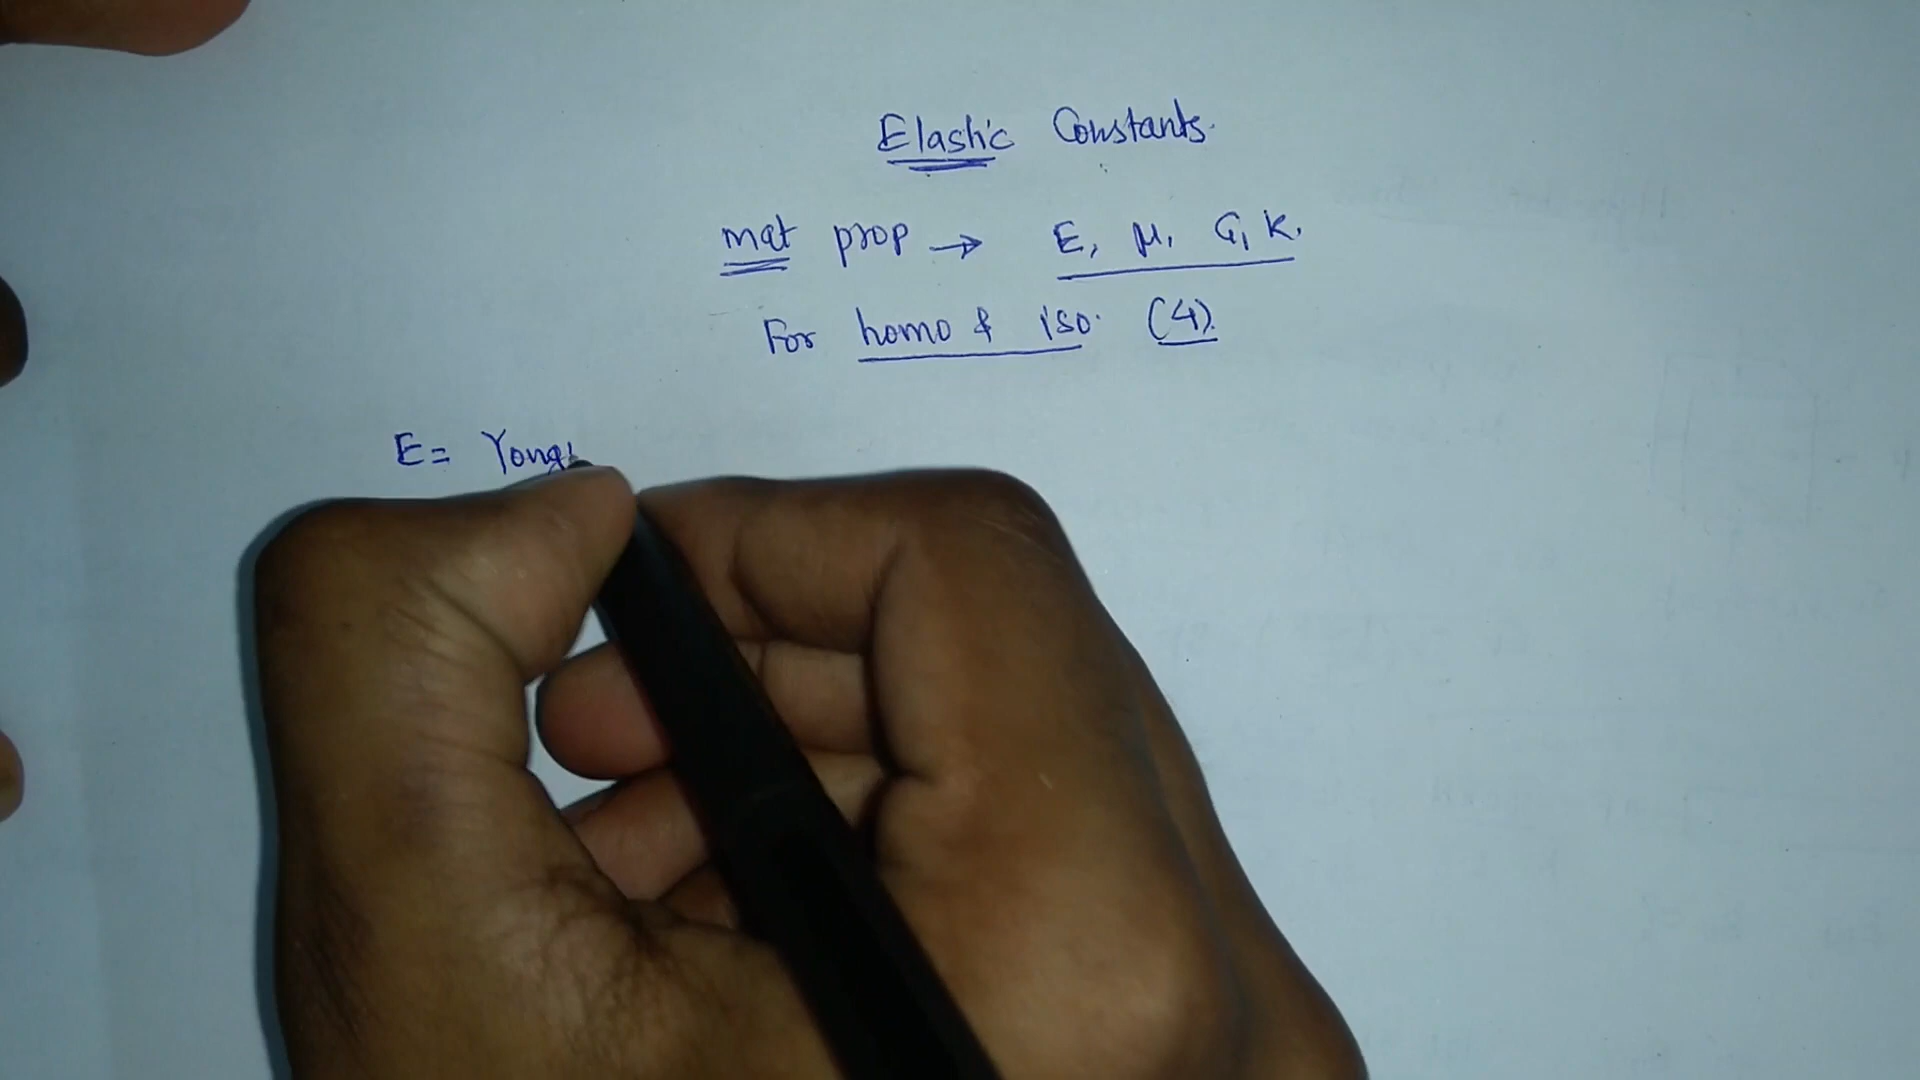 Elastic Constants.
mat prop → E, μ, G, K.
For homo & iso. (4).
E= Yong